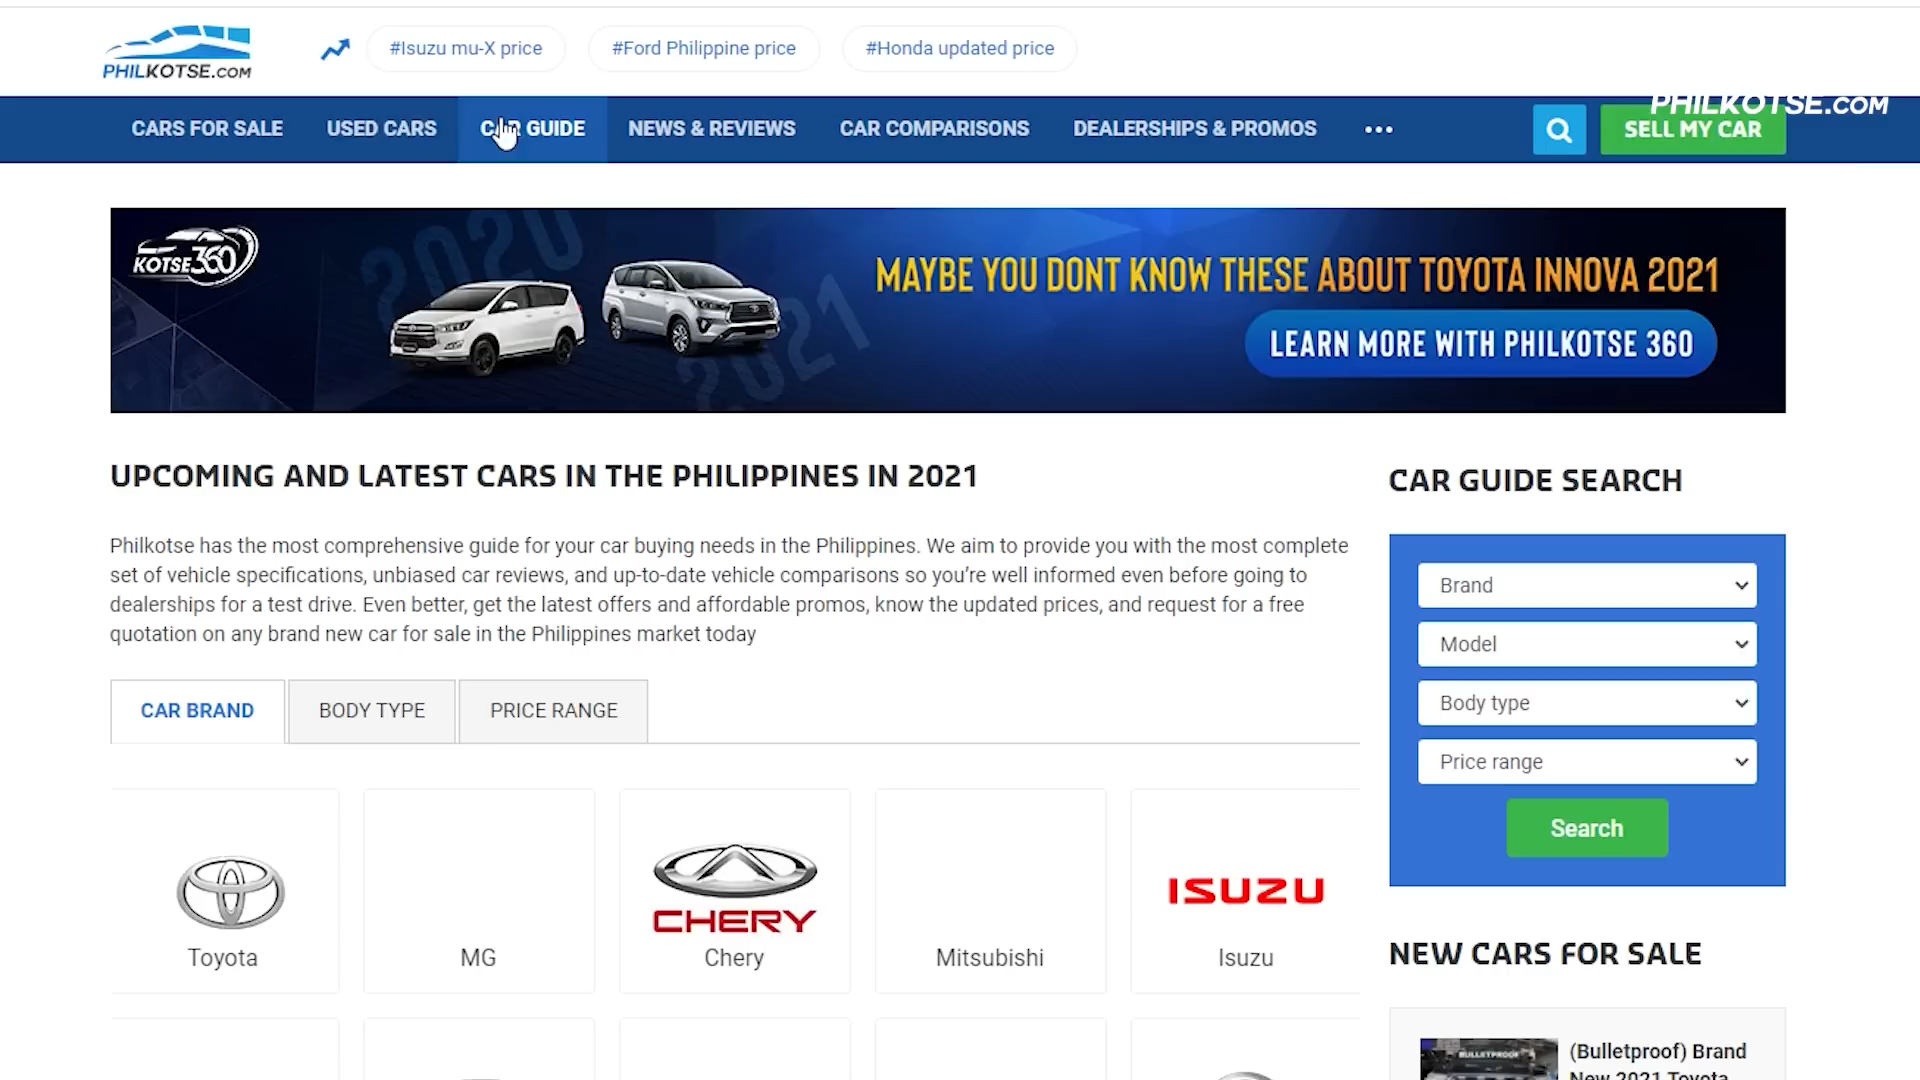 PHILKOTSE.COM
#Isuzu mu-X price
#Ford Philippine price
#Honda updated price
PHILKOTSE.COM
CARS FOR SALE
USED CARS
CAR GUIDE
NEWS & REVIEWS
CAR COMPARISONS
DEALERSHIPS & PROMOS
SELL MY CAR
KOTSE360
2020
2021
MAYBE YOU DONT KNOW THESE ABOUT TOYOTA INNOVA 2021
LEARN MORE WITH PHILKOTSE 360
UPCOMING AND LATEST CARS IN THE PHILIPPINES IN 2021
Philkotse has the most comprehensive guide for your car buying needs in the Philippines. We aim to provide you with the most complete
set of vehicle specifications, unbiased car reviews, and up-to-date vehicle comparisons so you’re well informed even before going to
dealerships for a test drive. Even better, get the latest offers and affordable promos, know the updated prices, and request for a free
quotation on any brand new car for sale in the Philippines market today
CAR BRAND
BODY TYPE
PRICE RANGE
Toyota
MG
CHERY
Chery
Mitsubishi
ISUZU
Isuzu
CAR GUIDE SEARCH
Brand
Model
Body type
Price range
Search
NEW CARS FOR SALE
BULLETPROOF
(Bulletproof) Brand
New 2021 Toyota